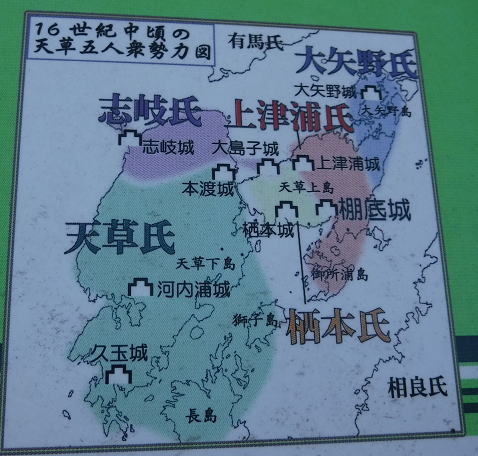 16世紀中頃の
天草五人衆勢力図
有馬氏
大矢野氏
大矢野城
大矢野島
志岐氏
上津浦氏
志岐城
大島子城
上津浦城
本渡城
天草上島
棚底城
栖本城
天草氏
天草下島
御所浦島
河内浦城
獅子島
栖本氏
久玉城
相良氏
長島